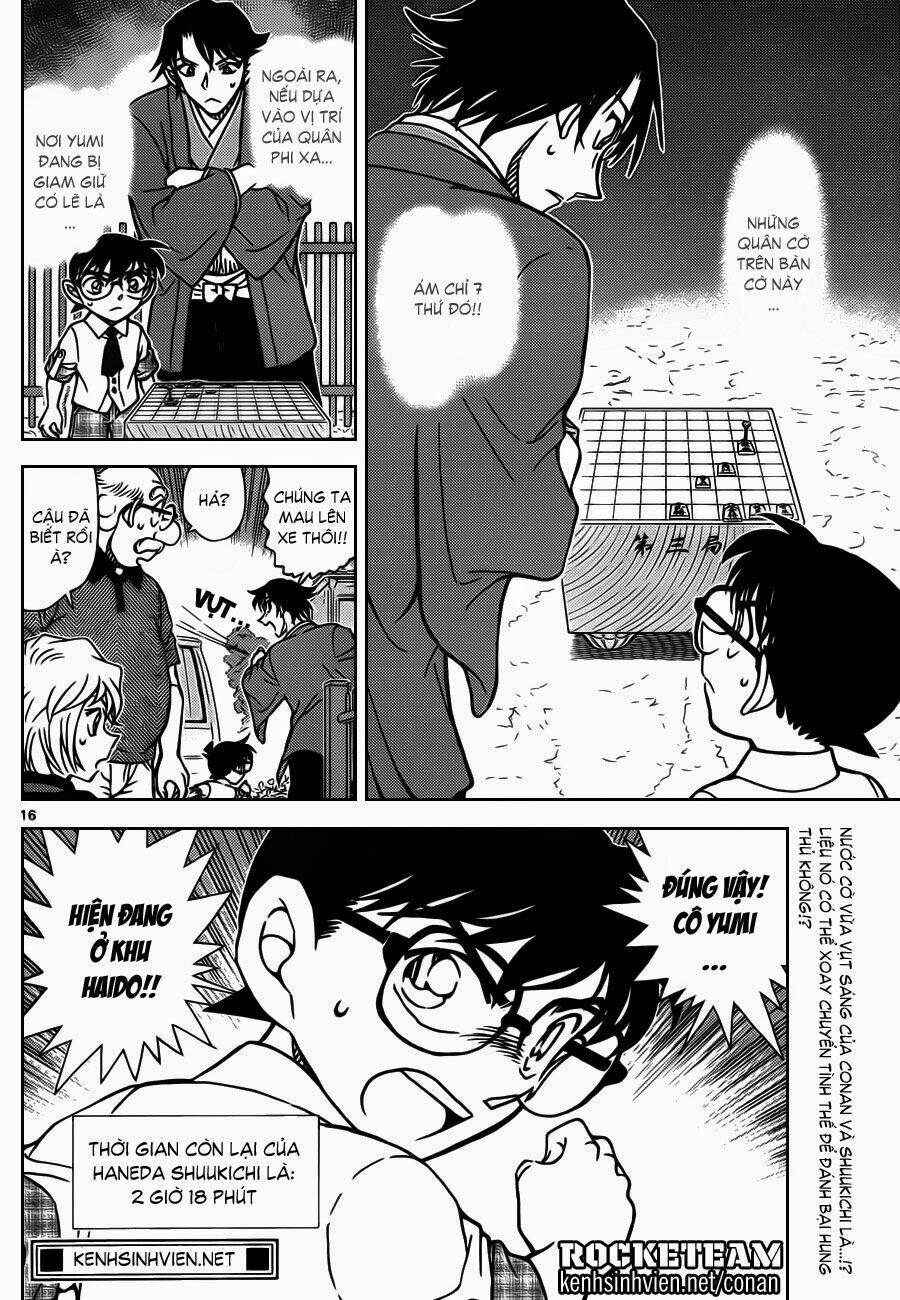 NHỮNG
QUÂN CỜ
TRÊN BÀN
CỜ NÀY
...
ÁM CHỈ 7
THỨ ĐÓ!!
第三局
NGOÀI RA,
NẾU DỰA
VÀO VỊ TRÍ
CỦA QUÂN
PHI XA...
NƠI YUMI
ĐANG BỊ
GIAM GIỮ
CÓ LẼ LÀ
...
CHÚNG TA
MAU LÊN
XE THÔI!!
HẢ?
CẬU ĐÃ
BIẾT RỒI
À?
VỤT...
16
ĐÚNG VẬY!
CÔ YUMI
...
HIỆN ĐANG
Ở KHU
HAIDO!!
THỜI GIAN CÒN LẠI CỦA
HANEDA SHUUKICHI LÀ:
2 GIỜ 18 PHÚT
NƯỚC CỜ VỪA VỤT SÁNG CỦA CONAN VÀ SHUUKICHI LÀ...!?
LIỆU NÓ CÓ THỂ XOAY CHUYỂN TÌNH THẾ ĐỂ ĐÁNH BẠI HUNG
THỦ KHÔNG!?
KENHSINHVIEN.NET
ROCKETEAM
kenhsinhvien.net/conan